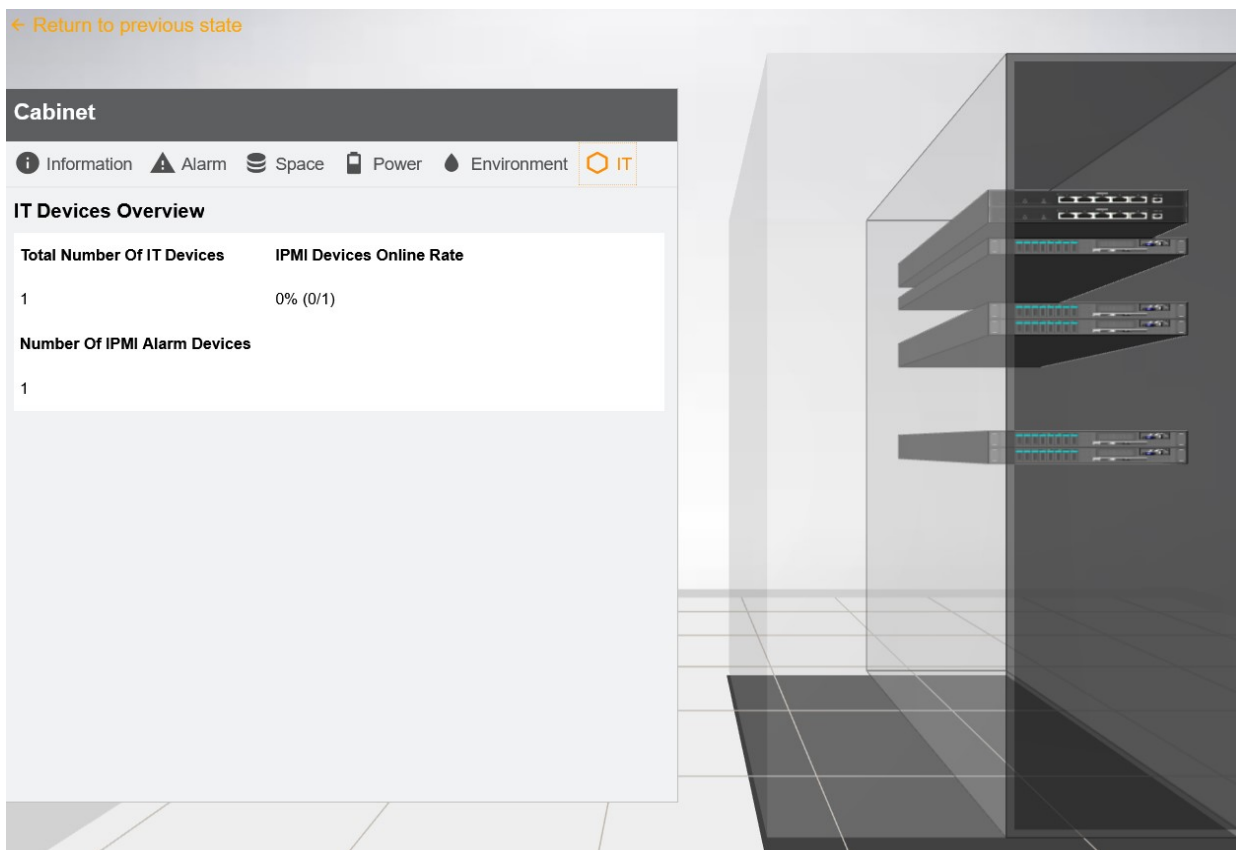 ← Return to previous state
Cabinet
Information Alarm Space Power Environment IT
IT Devices Overview
Total Number Of IT Devices IPMI Devices Online Rate
1 0% (0/1)
Number Of IPMI Alarm Devices
1